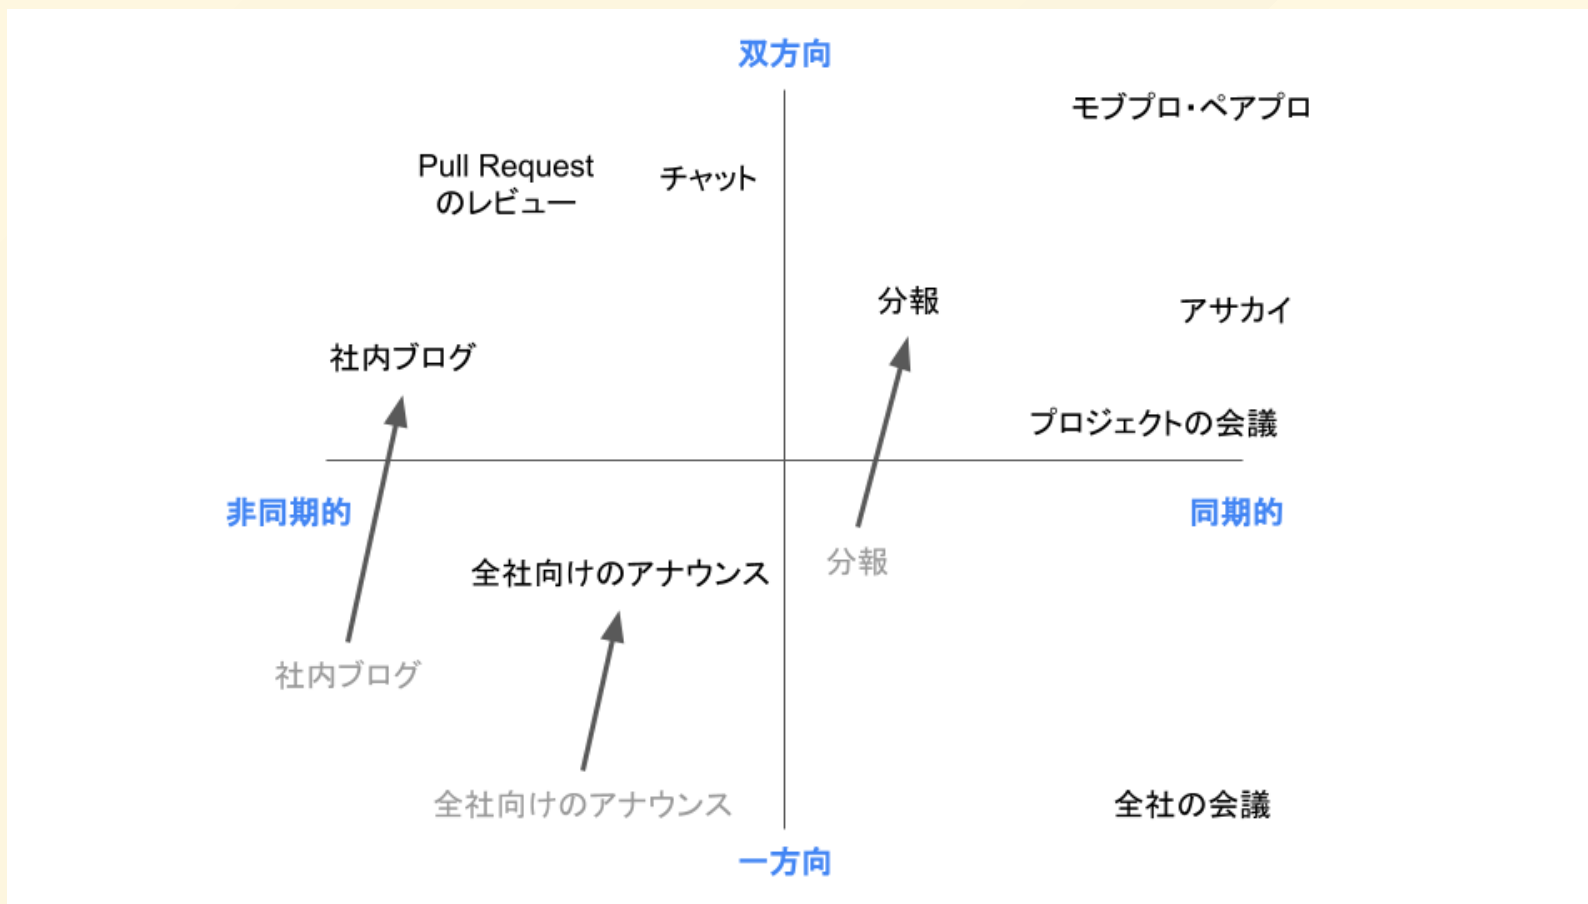 双方向
モブプロ・ペアプロ
Pull Request
のレビュー
チャット
分報
アサカイ
社内ブログ
プロジェクトの会議
非同期的
同期的
全社向けのアナウンス
分報
社内ブログ
全社向けのアナウンス
全社の会議
一方向